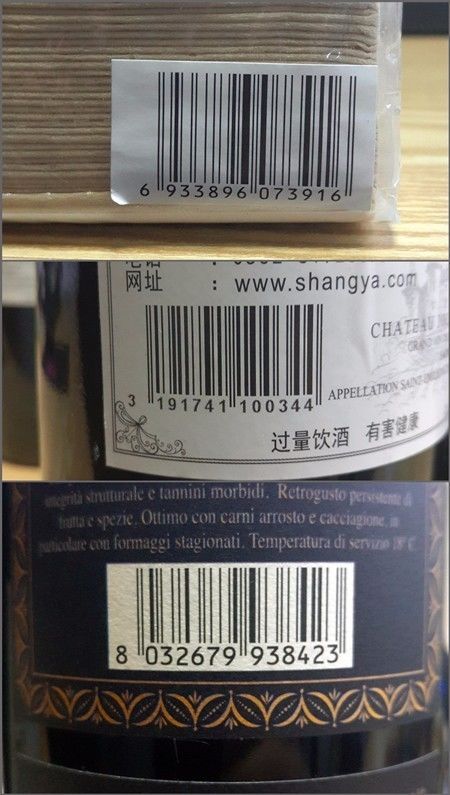 6 933896 073916
网址 : www.shangya.com
CHATEAU
GRAND
3 191741 100344
APPELLATION SAINT-
过量饮酒 有害健康
integrità strutturale e tannini morbidi. Retrogusto persistente di
frutta e spezie. Ottimo con carni arrosto e cacciagione, in
particolare con formaggi stagionati. Temperatura di servizio 18° C
8 032679 938423